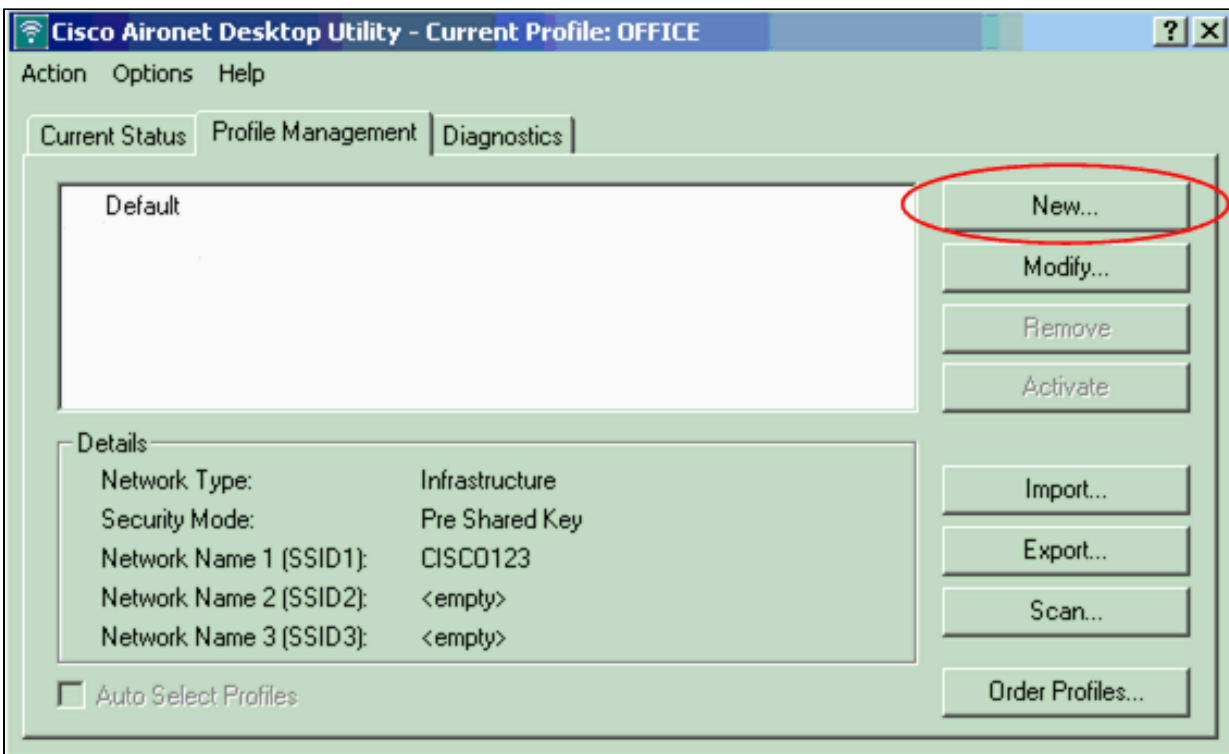 Cisco Aironet Desktop Utility - Current Profile: OFFICE
Action Options Help
Current Status Profile Management Diagnostics
Default
New...
Modify...
Remove
Activate
Details
Network Type: Infrastructure
Security Mode: Pre Shared Key
Network Name 1 (SSID1): CISCO123
Network Name 2 (SSID2): <empty>
Network Name 3 (SSID3): <empty>
Import...
Export...
Scan...
Auto Select Profiles
Order Profiles...